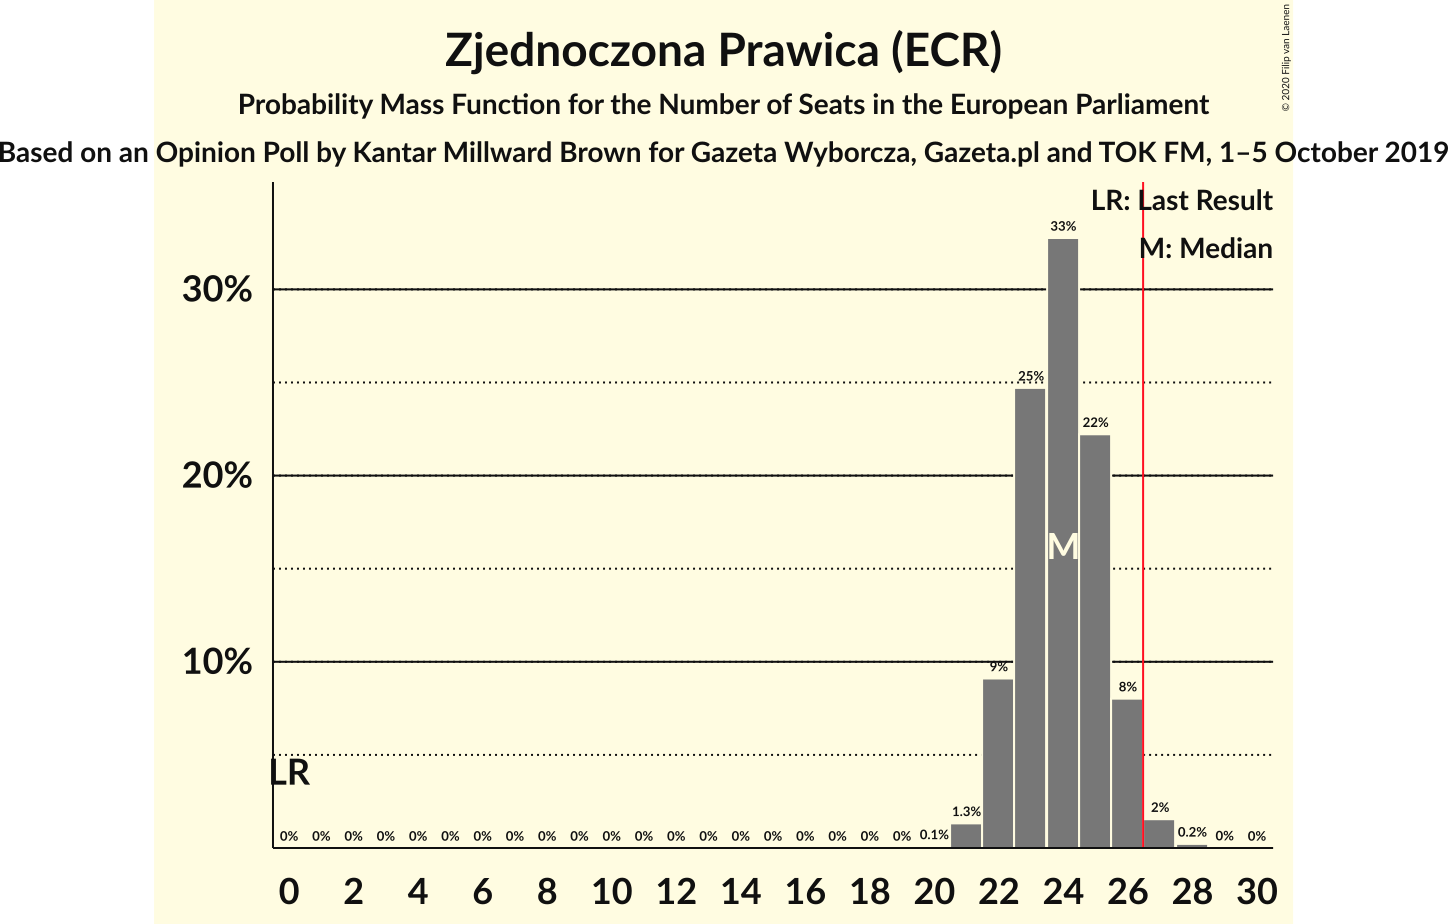 Zjednoczona Prawica (ECR)
Probability Mass Function for the Number of Seats in the European Parliament
Based on an Opinion Poll by Kantar Millward Brown for Gazeta Wyborcza, Gazeta.pl and TOK FM, 1–5 October 2019
© 2020 Filip van Laenen
LR: Last Result
M: Median
30%
20%
10%
33%
25%
22%
M
9%
8%
LR
0% 0% 0% 0% 0% 0% 0% 0% 0% 0% 0% 0% 0% 0% 0% 0% 0% 0% 0% 0% 0.1% 1.3% 2% 0.2% 0% 0%
0 2 4 6 8 10 12 14 16 18 20 22 24 26 28 30